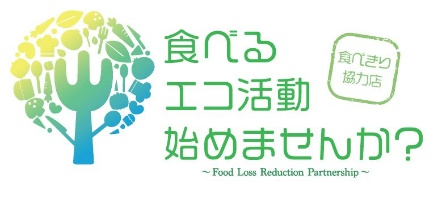 食べる
エコ活動
始めませんか?
～Food Loss Reduction Partnership～
食べきり
協力店